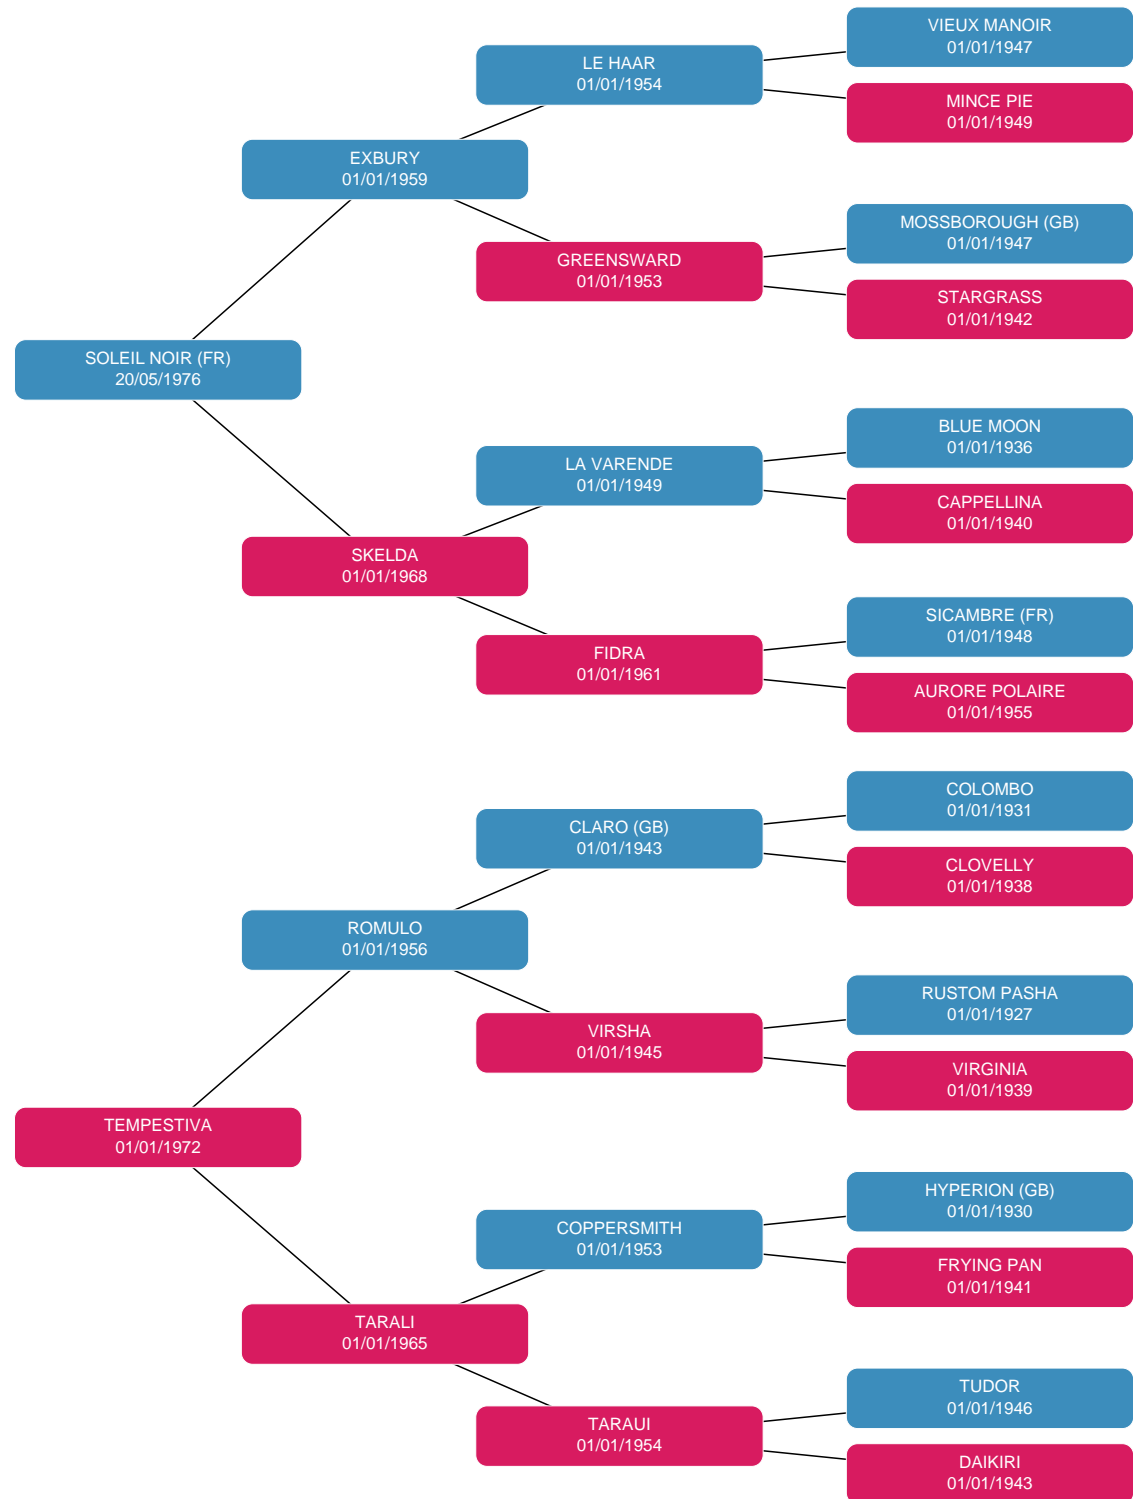 VIEUX MANOIR
01/01/1947
LE HAAR
01/01/1954
MINCE PIE
01/01/1949
EXBURY
01/01/1959
MOSSBOROUGH (GB)
01/01/1947
GREENSWARD
01/01/1953
STARGRASS
01/01/1942
SOLEIL NOIR (FR)
20/05/1976
BLUE MOON
01/01/1936
LA VARENDE
01/01/1949
CAPPELLINA
01/01/1940
SKELDA
01/01/1968
SICAMBRE (FR)
01/01/1948
FIDRA
01/01/1961
AURORE POLAIRE
01/01/1955
COLOMBO
01/01/1931
CLARO (GB)
01/01/1943
CLOVELLY
01/01/1938
ROMULO
01/01/1956
RUSTOM PASHA
01/01/1927
VIRSHA
01/01/1945
VIRGINIA
01/01/1939
TEMPESTIVA
01/01/1972
HYPERION (GB)
01/01/1930
COPPERSMITH
01/01/1953
FRYING PAN
01/01/1941
TARALI
01/01/1965
TUDOR
01/01/1946
TARAUI
01/01/1954
DAIKIRI
01/01/1943